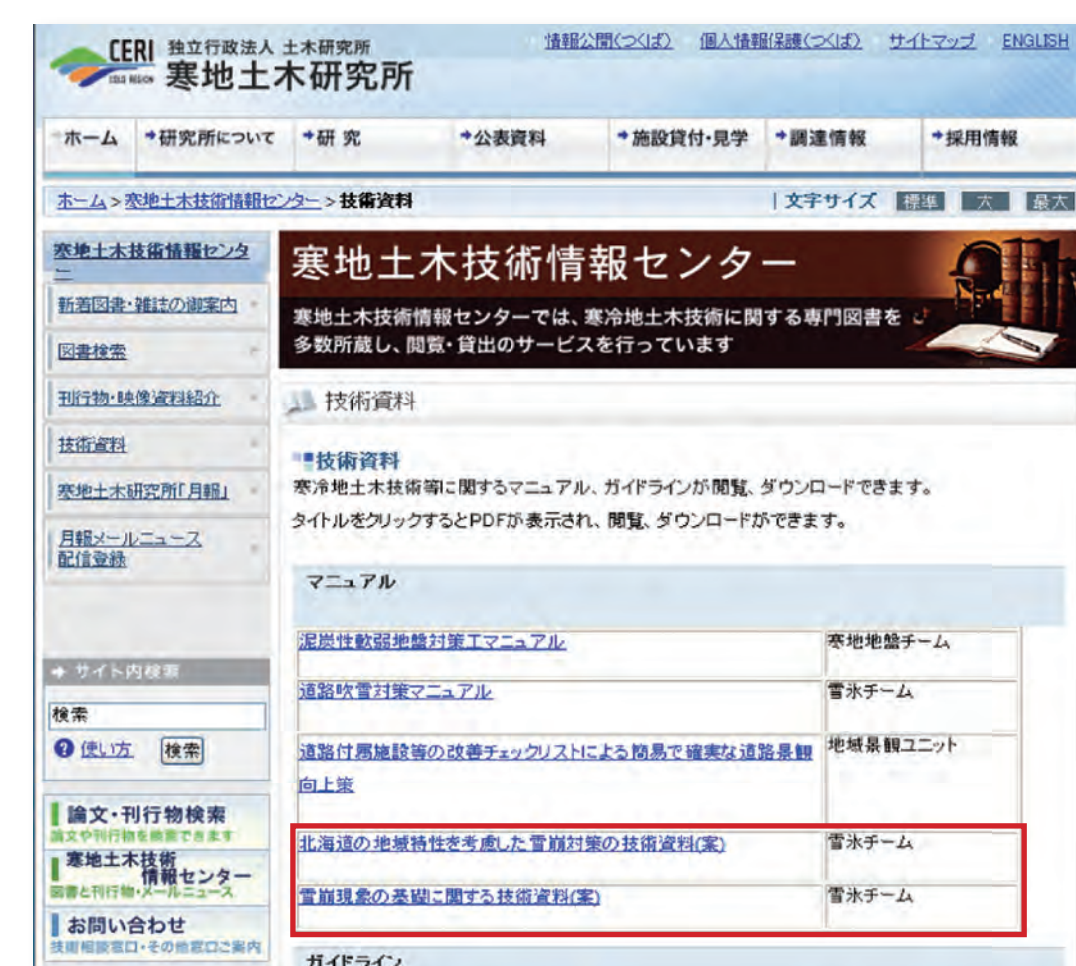 CERI 独立行政法人 土木研究所
寒地土木研究所
情報公開(つくば) 個人情報保護(つくば) サイトマップ ENGLISH
ホーム 研究所について 研 究 公表資料 施設貸付・見学 調達情報 採用情報
ホーム > 寒地土木技術情報センター > 技術資料
文字サイズ 標準 大 最大
寒地土木技術情報センタ
ー
新着図書・雑誌の御案内
図書検索
刊行物・映像資料紹介
技術資料
寒地土木研究所「月報」
月報メールニュース
配信登録
サイト内検索
検索
使い方 検索
論文・刊行物検索
論文や刊行物を検索できます
寒地土木技術
情報センター
図書と刊行物・メールニュース
お問い合わせ
技術相談窓口・その他窓口ご案内
寒地土木技術情報センター
寒地土木技術情報センターでは、寒冷地土木技術に関する専門図書を
多数所蔵し、閲覧・貸出のサービスを行っています
技術資料
技術資料
寒冷地土木技術等に関するマニュアル、ガイドラインが閲覧、ダウンロードできます。
タイトルをクリックするとPDFが表示され、閲覧、ダウンロードができます。
マニュアル
泥炭性軟弱地盤対策工マニュアル 寒地地盤チーム
道路吹雪対策マニュアル 雪氷チーム
道路付属施設等の改善チェックリストによる簡易で確実な道路景観 地域景観ユニット
向上策
北海道の地域特性を考慮した雪崩対策の技術資料(案) 雪氷チーム
雪崩現象の基礎に関する技術資料(案) 雪氷チーム
ガイドライン